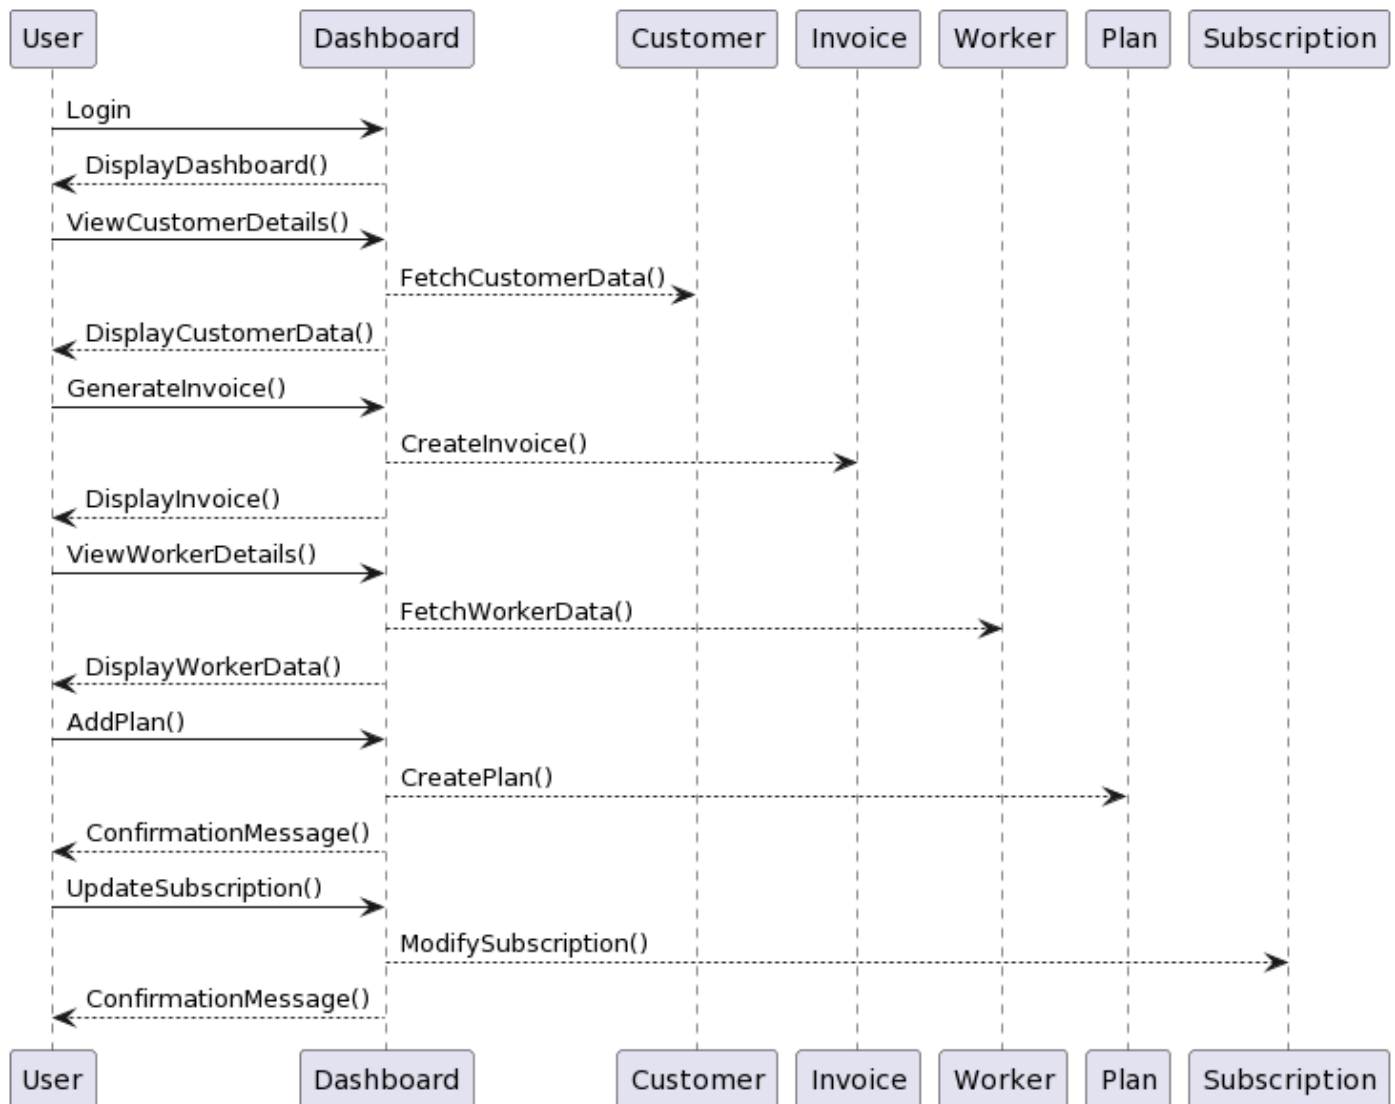 User Dashboard Customer Invoice Worker Plan Subscription
Login
DisplayDashboard()
ViewCustomerDetails()
FetchCustomerData()
DisplayCustomerData()
GenerateInvoice()
CreateInvoice()
DisplayInvoice()
ViewWorkerDetails()
FetchWorkerData()
DisplayWorkerData()
AddPlan()
CreatePlan()
ConfirmationMessage()
UpdateSubscription()
ModifySubscription()
ConfirmationMessage()
User Dashboard Customer Invoice Worker Plan Subscription